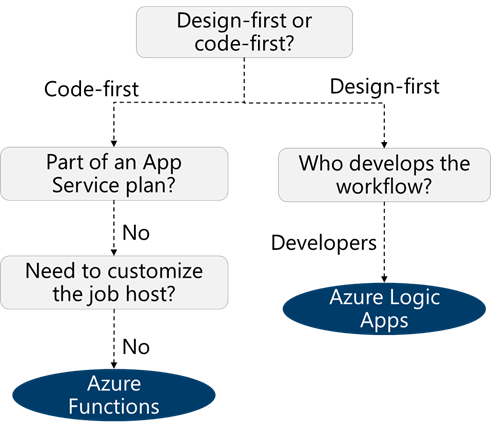 Design-first or
code-first?
Code-first
Design-first
Part of an App
Service plan?
Who develops the
workflow?
No
Developers
Need to customize
the job host?
Azure Logic
Apps
No
Azure
Functions